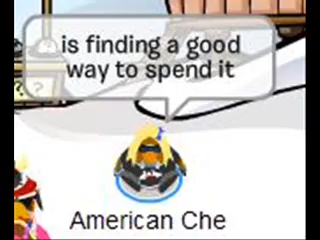 is finding a good
way to spend it
? ?
American Che